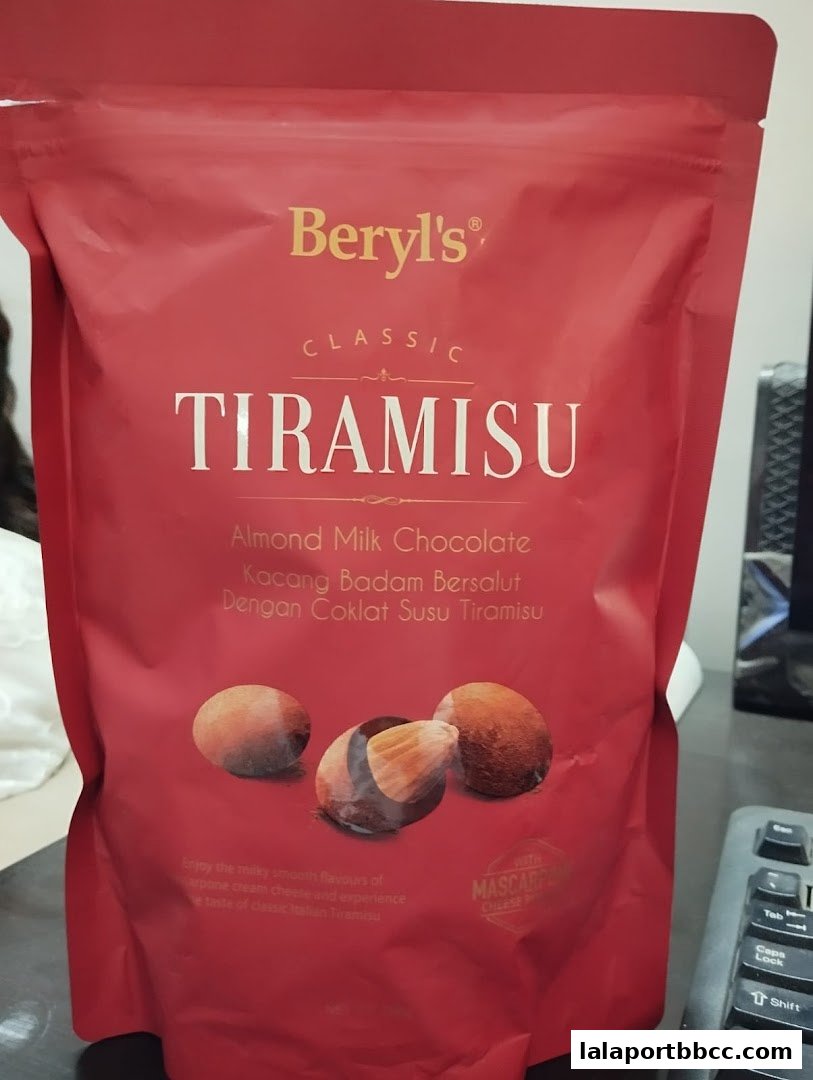 Beryl's®
CLASSIC
TIRAMISU
Almond Milk Chocolate
Kacang Badam Bersalut
Dengan Coklat Susu Tiramisu
Enjoy the milky smooth flavours of
cream cheese and experience
taste of classic Italian Tiramisu
WITH
MASCARPONE
CHEESE
Esc
Tab
Caps
Lock
Shift
lalaportbbcc.com